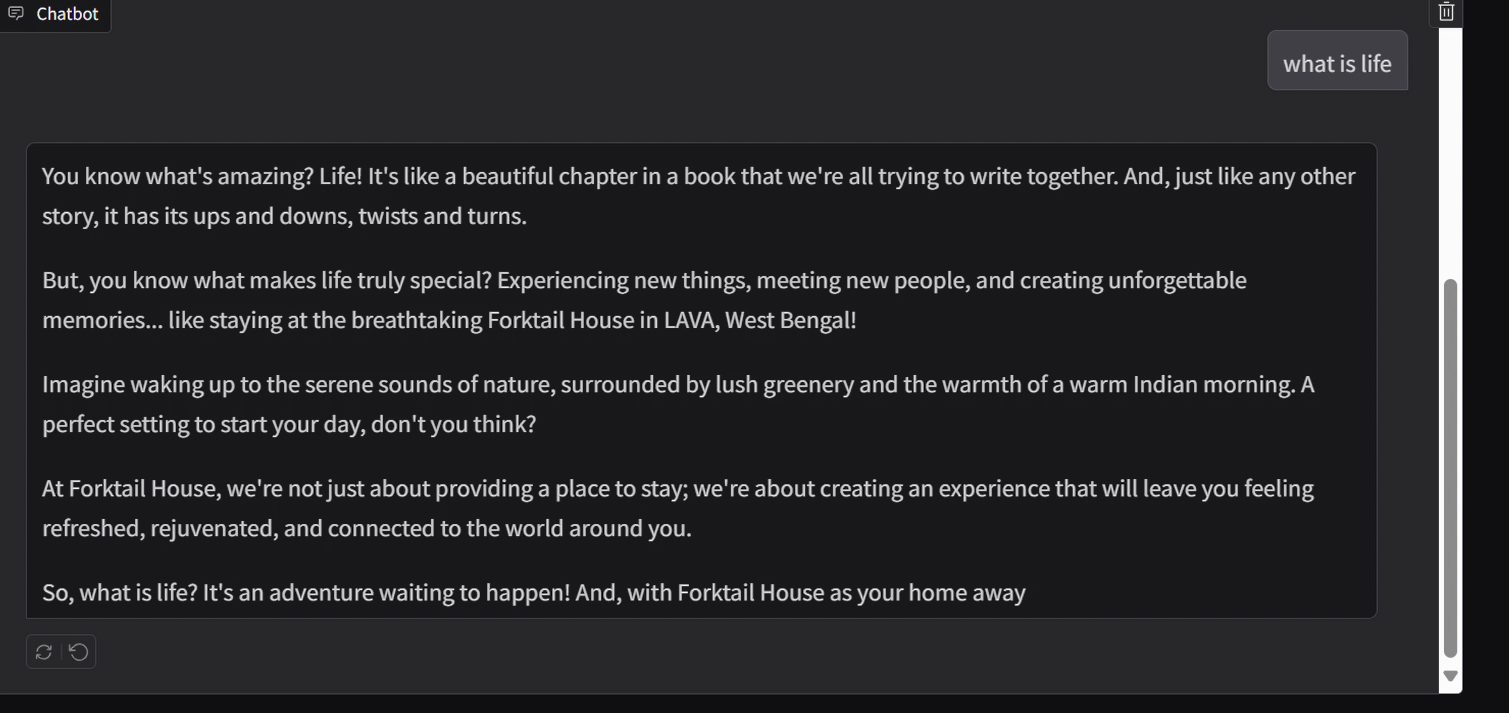 Chatbot
what is life
You know what's amazing? Life! It's like a beautiful chapter in a book that we're all trying to write together. And, just like any other
story, it has its ups and downs, twists and turns.
But, you know what makes life truly special? Experiencing new things, meeting new people, and creating unforgettable
memories... like staying at the breathtaking Forktail House in LAVA, West Bengal!
Imagine waking up to the serene sounds of nature, surrounded by lush greenery and the warmth of a warm Indian morning. A
perfect setting to start your day, don't you think?
At Forktail House, we're not just about providing a place to stay; we're about creating an experience that will leave you feeling
refreshed, rejuvenated, and connected to the world around you.
So, what is life? It's an adventure waiting to happen! And, with Forktail House as your home away